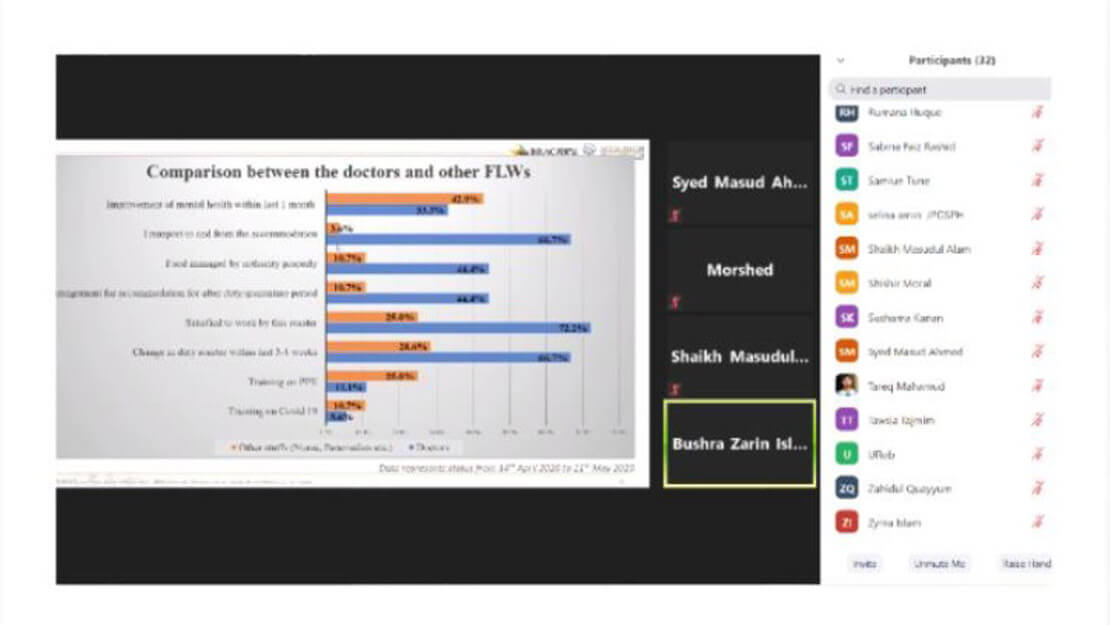 Comparison between the doctors and other FLWs
Improvement of mental health within last 1 month
42.9%
33.3%
Transport to and from the accommodation
3.6%
66.7%
Food managed by authority properly
10.7%
44.4%
for accommodation for after duty quarantine period
10.7%
44.4%
Satisfied to work by this roaster
25.0%
72.2%
Change in duty roaster within last 3-4 weeks
28.6%
66.7%
Training on PPE
25.0%
11.1%
Training on Covid 19
10.7%
5.6%
Other staffs (Nurse, Paramedics etc.)
Doctors
Data represents status from 14th April 2020 to 11th May 2020
Syed Masud Ah...
Morshed
Shaikh Masudul...
Bushra Zarin Isl...
Participants (32)
Find a participant
RH Rumana Huque
SF Sabina Faiz Rashid
ST Samiun
SA selina amin JPGSPH
SM Shaikh Masudul Alam
SM Shishir Moral
SK Sushama Kanan
SM Syed Masud Ahmed
Tareq Mahamud
TT Tawsia Tajmim
U URob
ZQ Zahidul Quayyum
ZI Zyma Islam
Invite
Unmute Me
Raise Hand